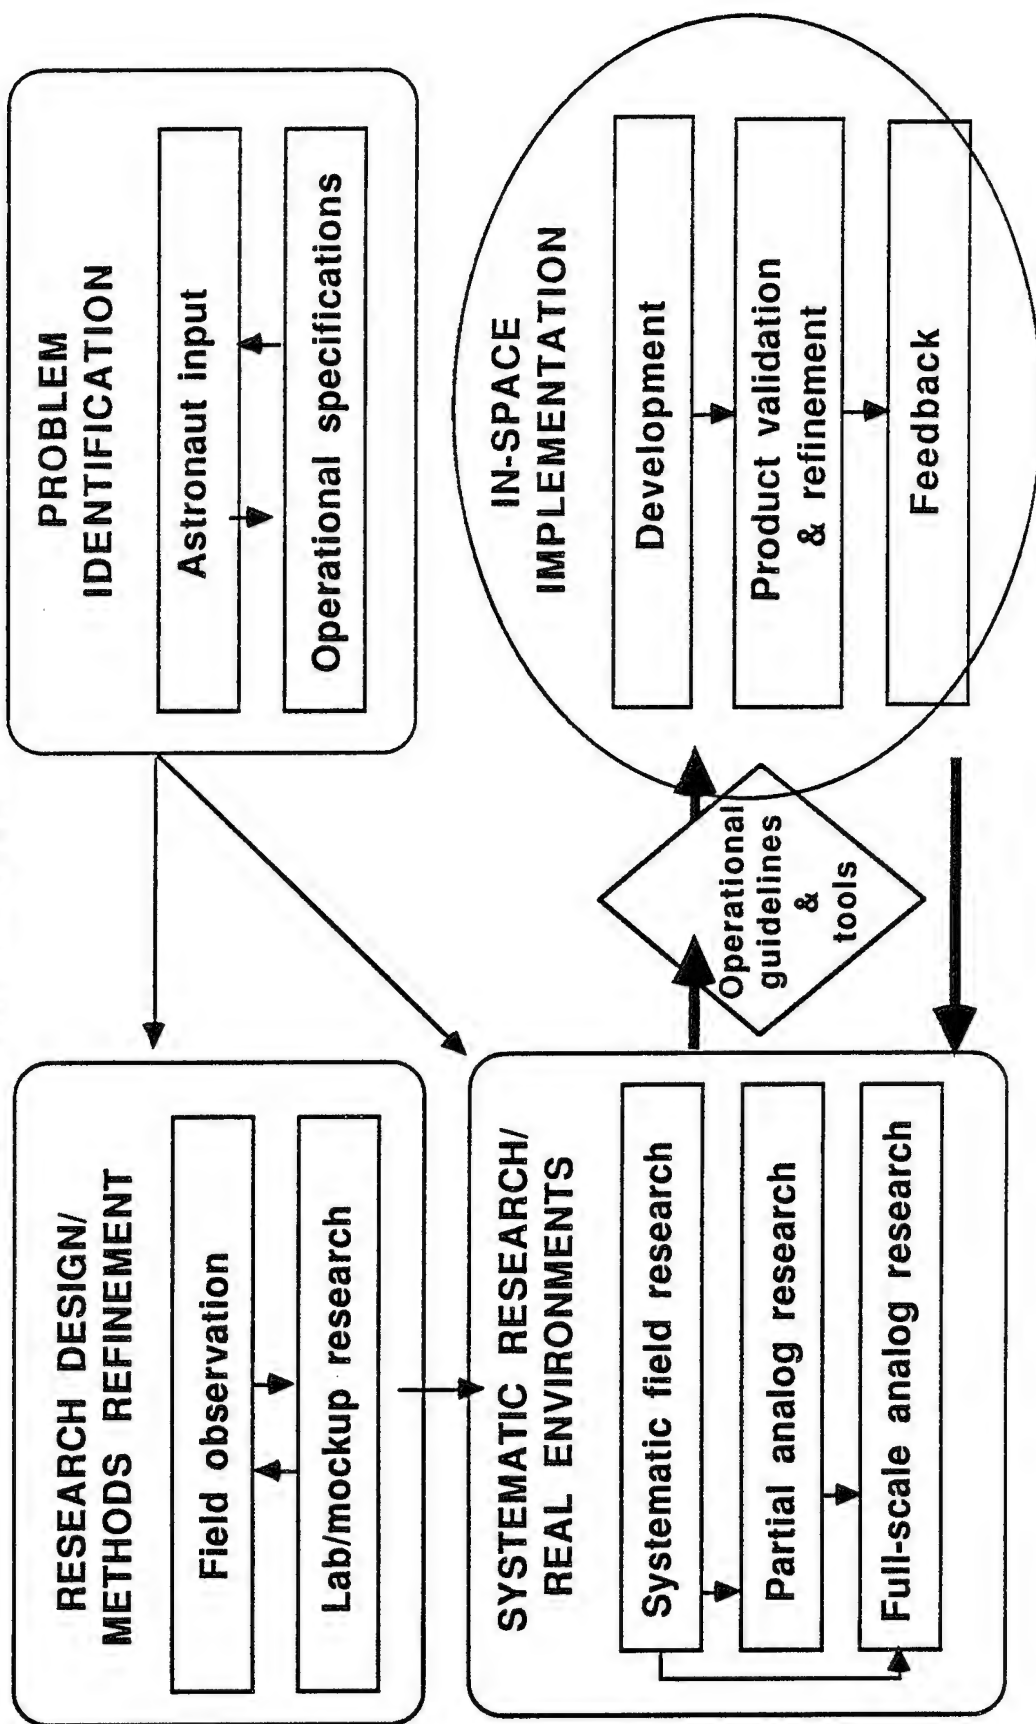 RESEARCH DESIGN/
METHODS REFINEMENT
Field observation
Lab/mockup research
PROBLEM
IDENTIFICATION
Astronaut input
Operational specifications
SYSTEMATIC RESEARCH/
REAL ENVIRONMENTS
Systematic field research
Partial analog research
Full-scale analog research
Operational
guidelines
&
tools
IN-SPACE
IMPLEMENTATION
Development
Product validation
& refinement
Feedback